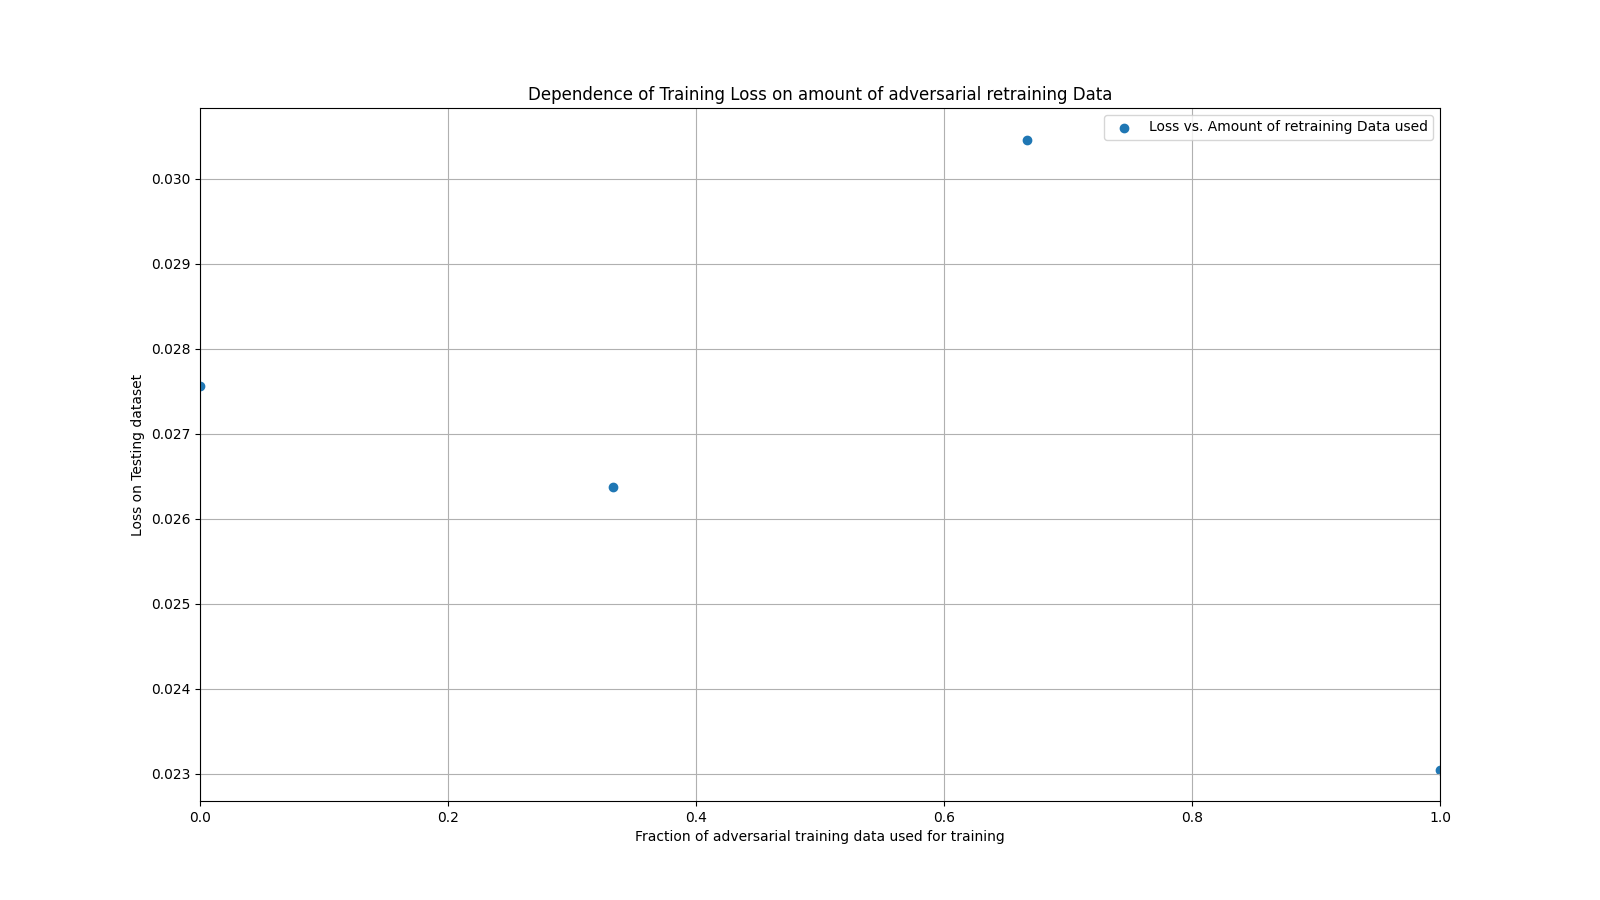 Dependence of Training Loss on amount of adversarial retraining Data
Loss vs. Amount of retraining Data used
0.030
0.029
0.028
0.027
0.026
0.025
0.024
0.023
Loss on Testing dataset
0.0 0.2 0.4 0.6 0.8 1.0
Fraction of adversarial training data used for training